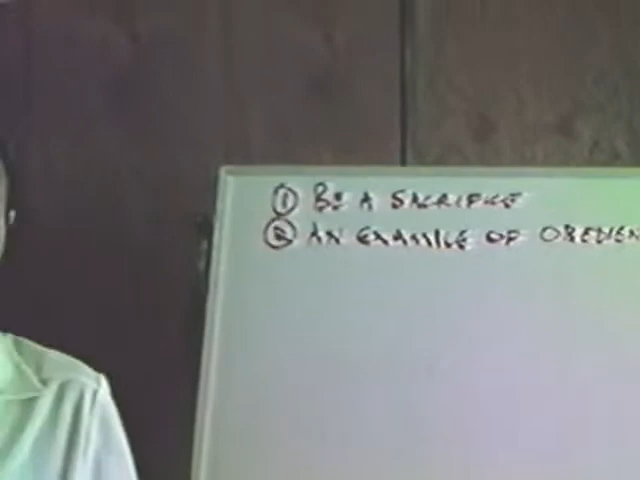 ① BE A SACRIFICE
② AN EXAMPLE OF OBEDIEN